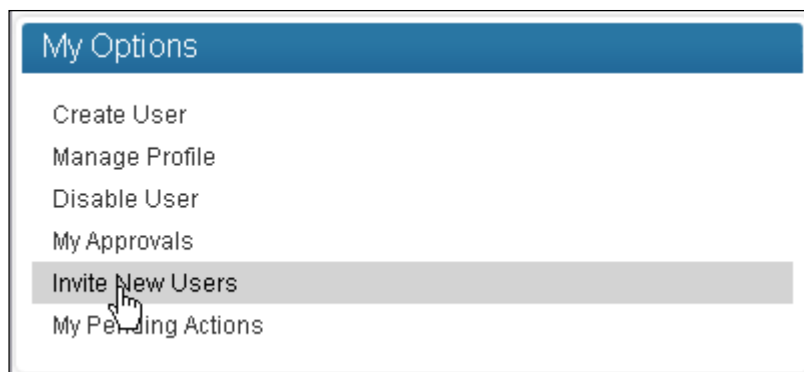 My Options
Create User
Manage Profile
Disable User
My Approvals
Invite New Users
My Pending Actions